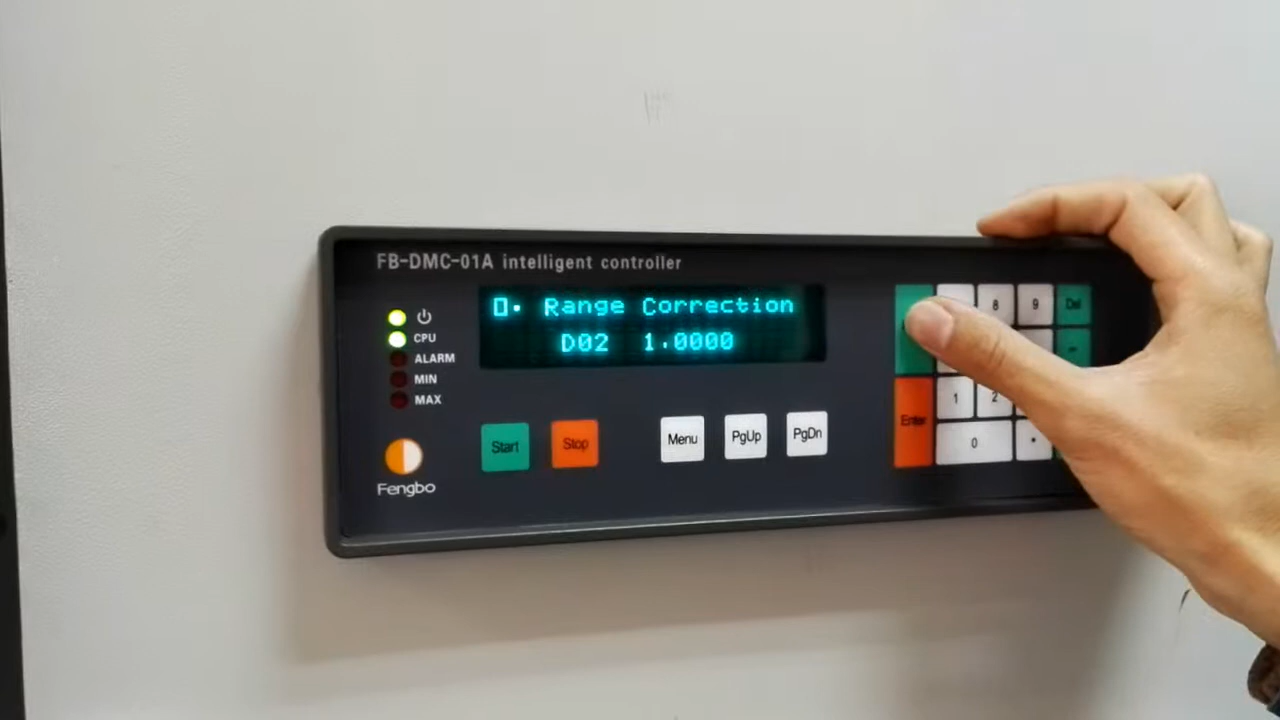 FB-DMC-01A intelligent controller
Range Correction
D02 1.0000
CPU
ALARM
MIN
MAX
Fengbo
Start
Stop
Menu
PgUp
PgDn
8
9
Del
1
2
Enter
0
.